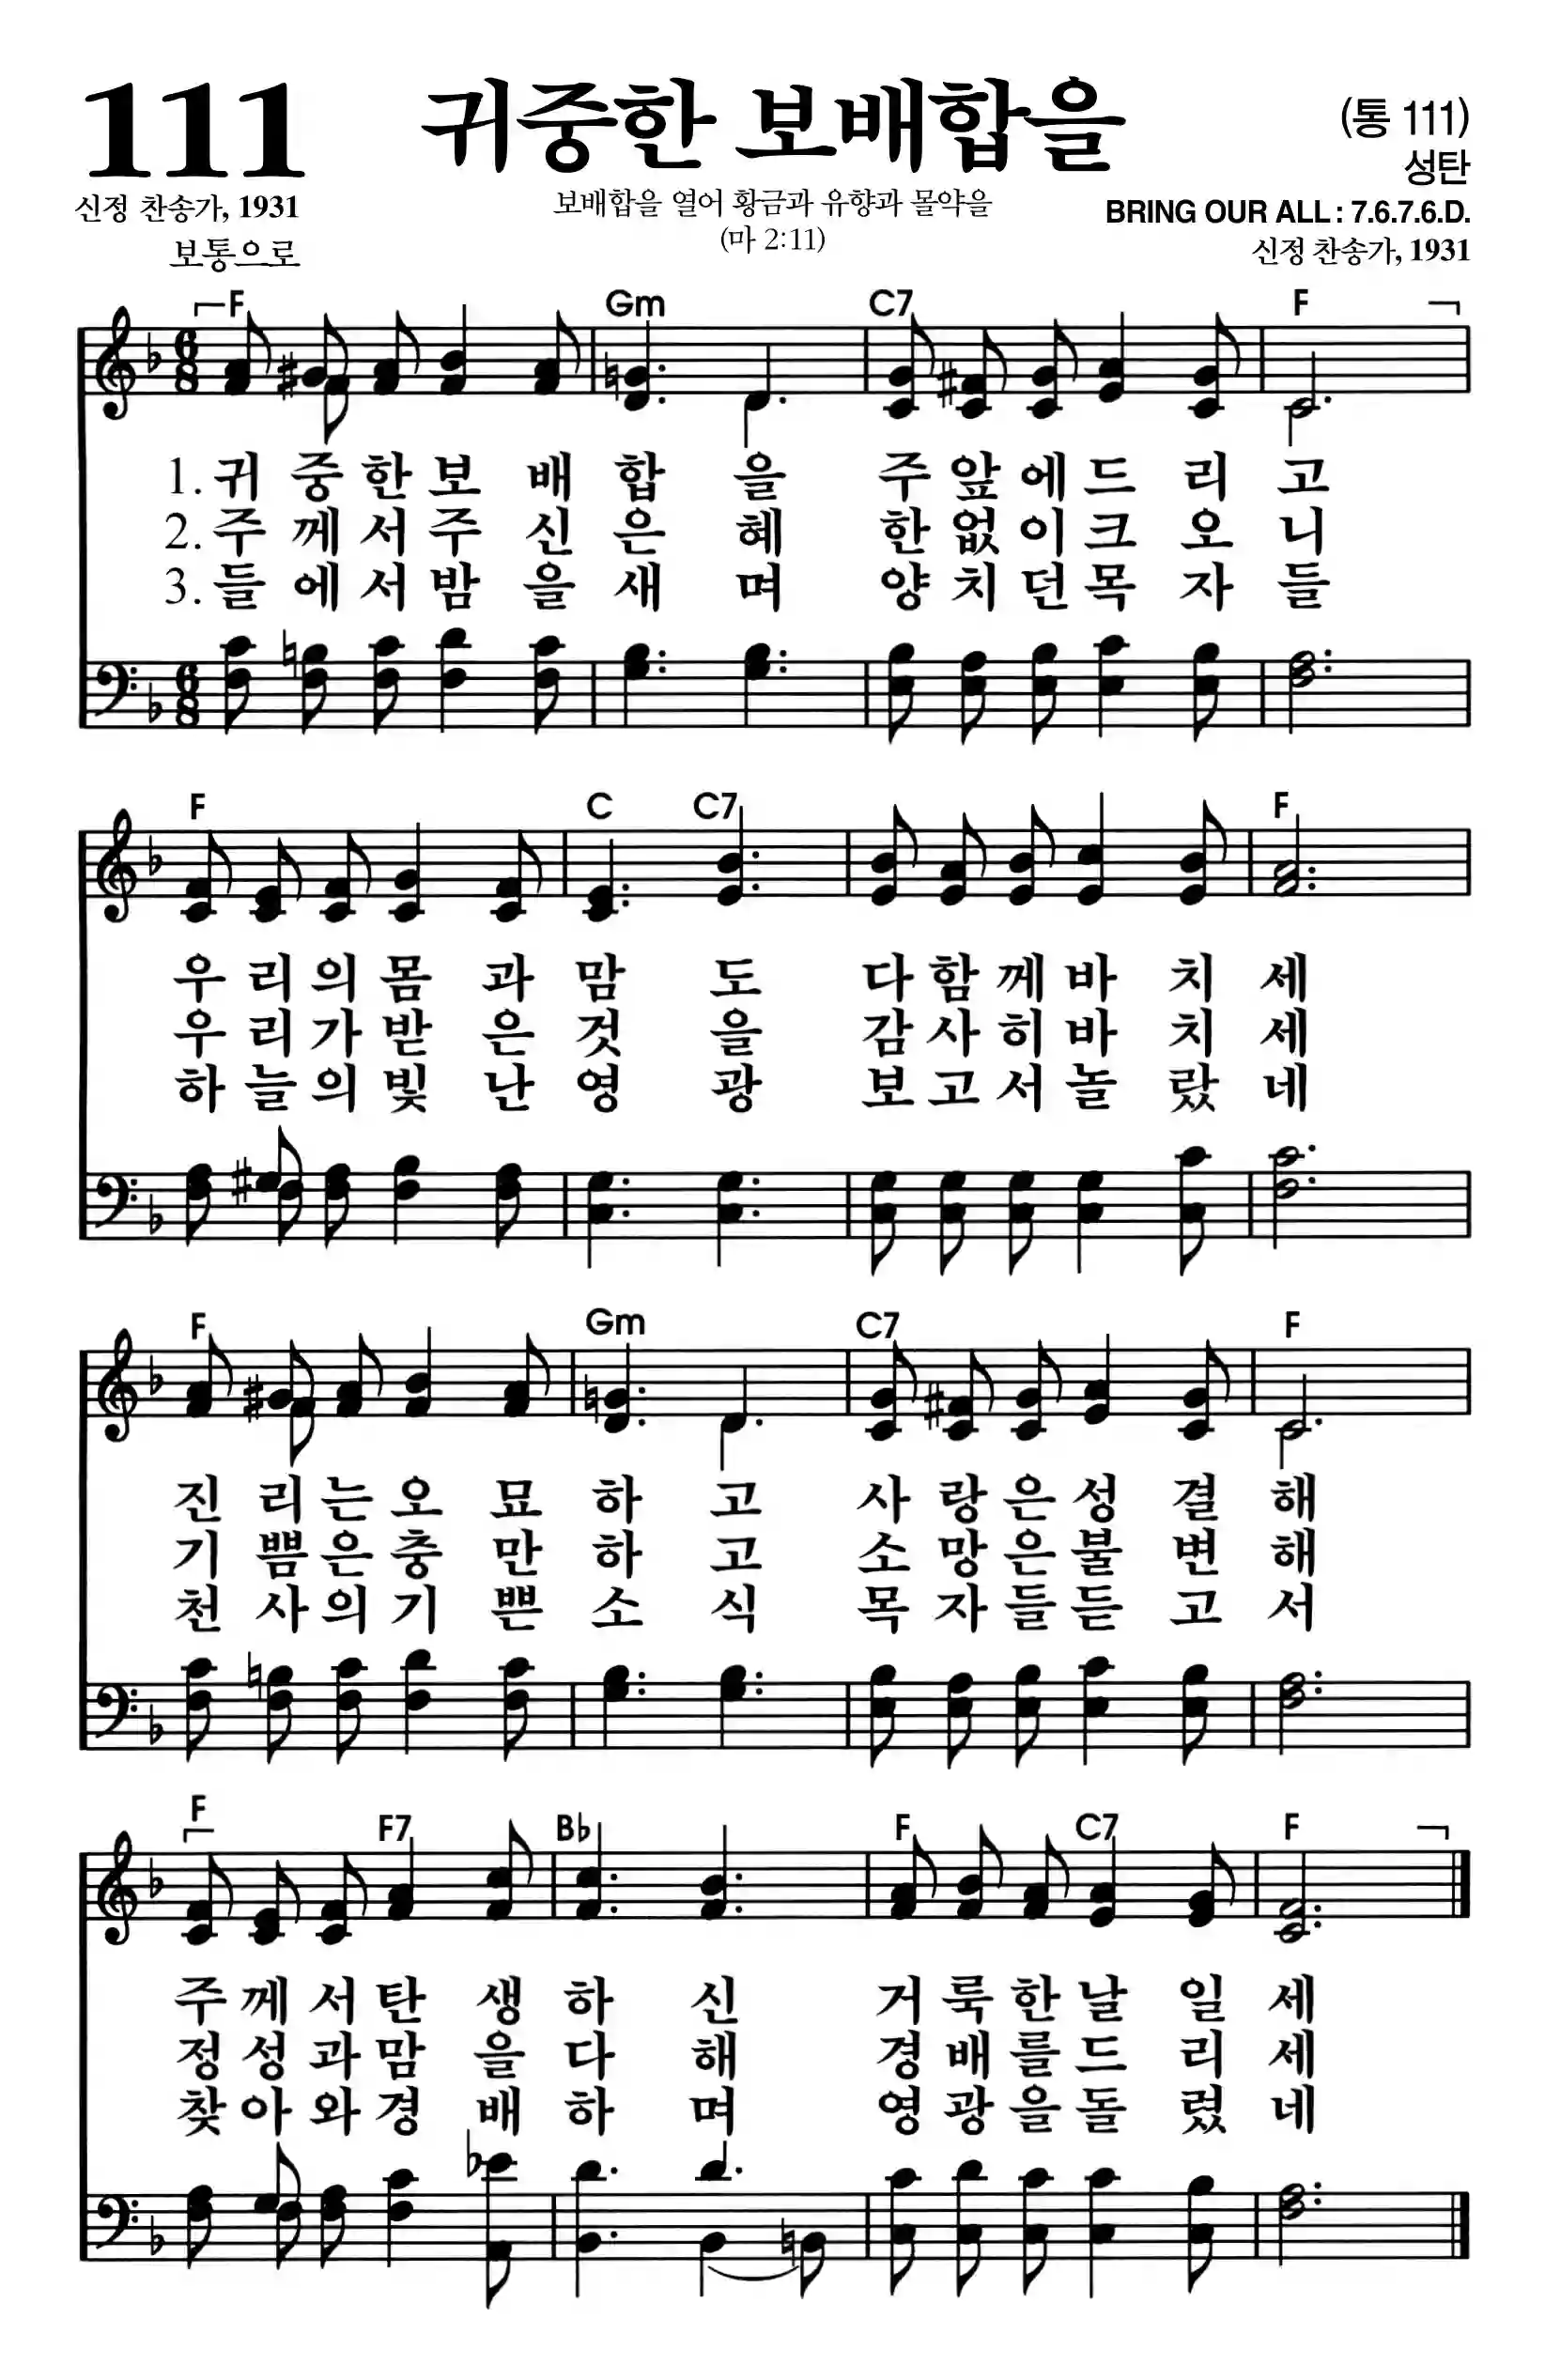 111
귀중한 보배합을
(통 111)
성탄
신정 찬송가, 1931
보배합을 열어 황금과 유향과 몰약을
(마 2:11)
BRING OUR ALL : 7.6.7.6.D.
신정 찬송가, 1931
보통으로
F Gm C7 F
1. 귀 중 한 보 배 합 을 주 앞 에 드 리 고
2. 주 께 서 주 신 은 혜 한 없 이 크 오 니
3. 들 에 서 밤 을 새 며 양 치 던 목 자 들
F C C7 F
우 리 의 몸 과 맘 도 다 함 께 바 치 세
우 리 가 받 은 것 을 감 사 히 바 치 세
하 늘 의 빛 난 영 광 보 고 서 놀 랐 네
F Gm C7 F
진 리 는 오 묘 하 고 사 랑 은 성 결 해
기 쁨 은 충 만 하 고 소 망 은 불 변 해
천 사 의 기 쁜 소 식 목 자 들 듣 고 서
F F7 B♭ F C7 F
주 께 서 탄 생 하 신 거 룩 한 날 일 세
정 성 과 맘 을 다 해 경 배 를 드 리 세
찾 아 와 경 배 하 며 영 광 을 돌 렸 네